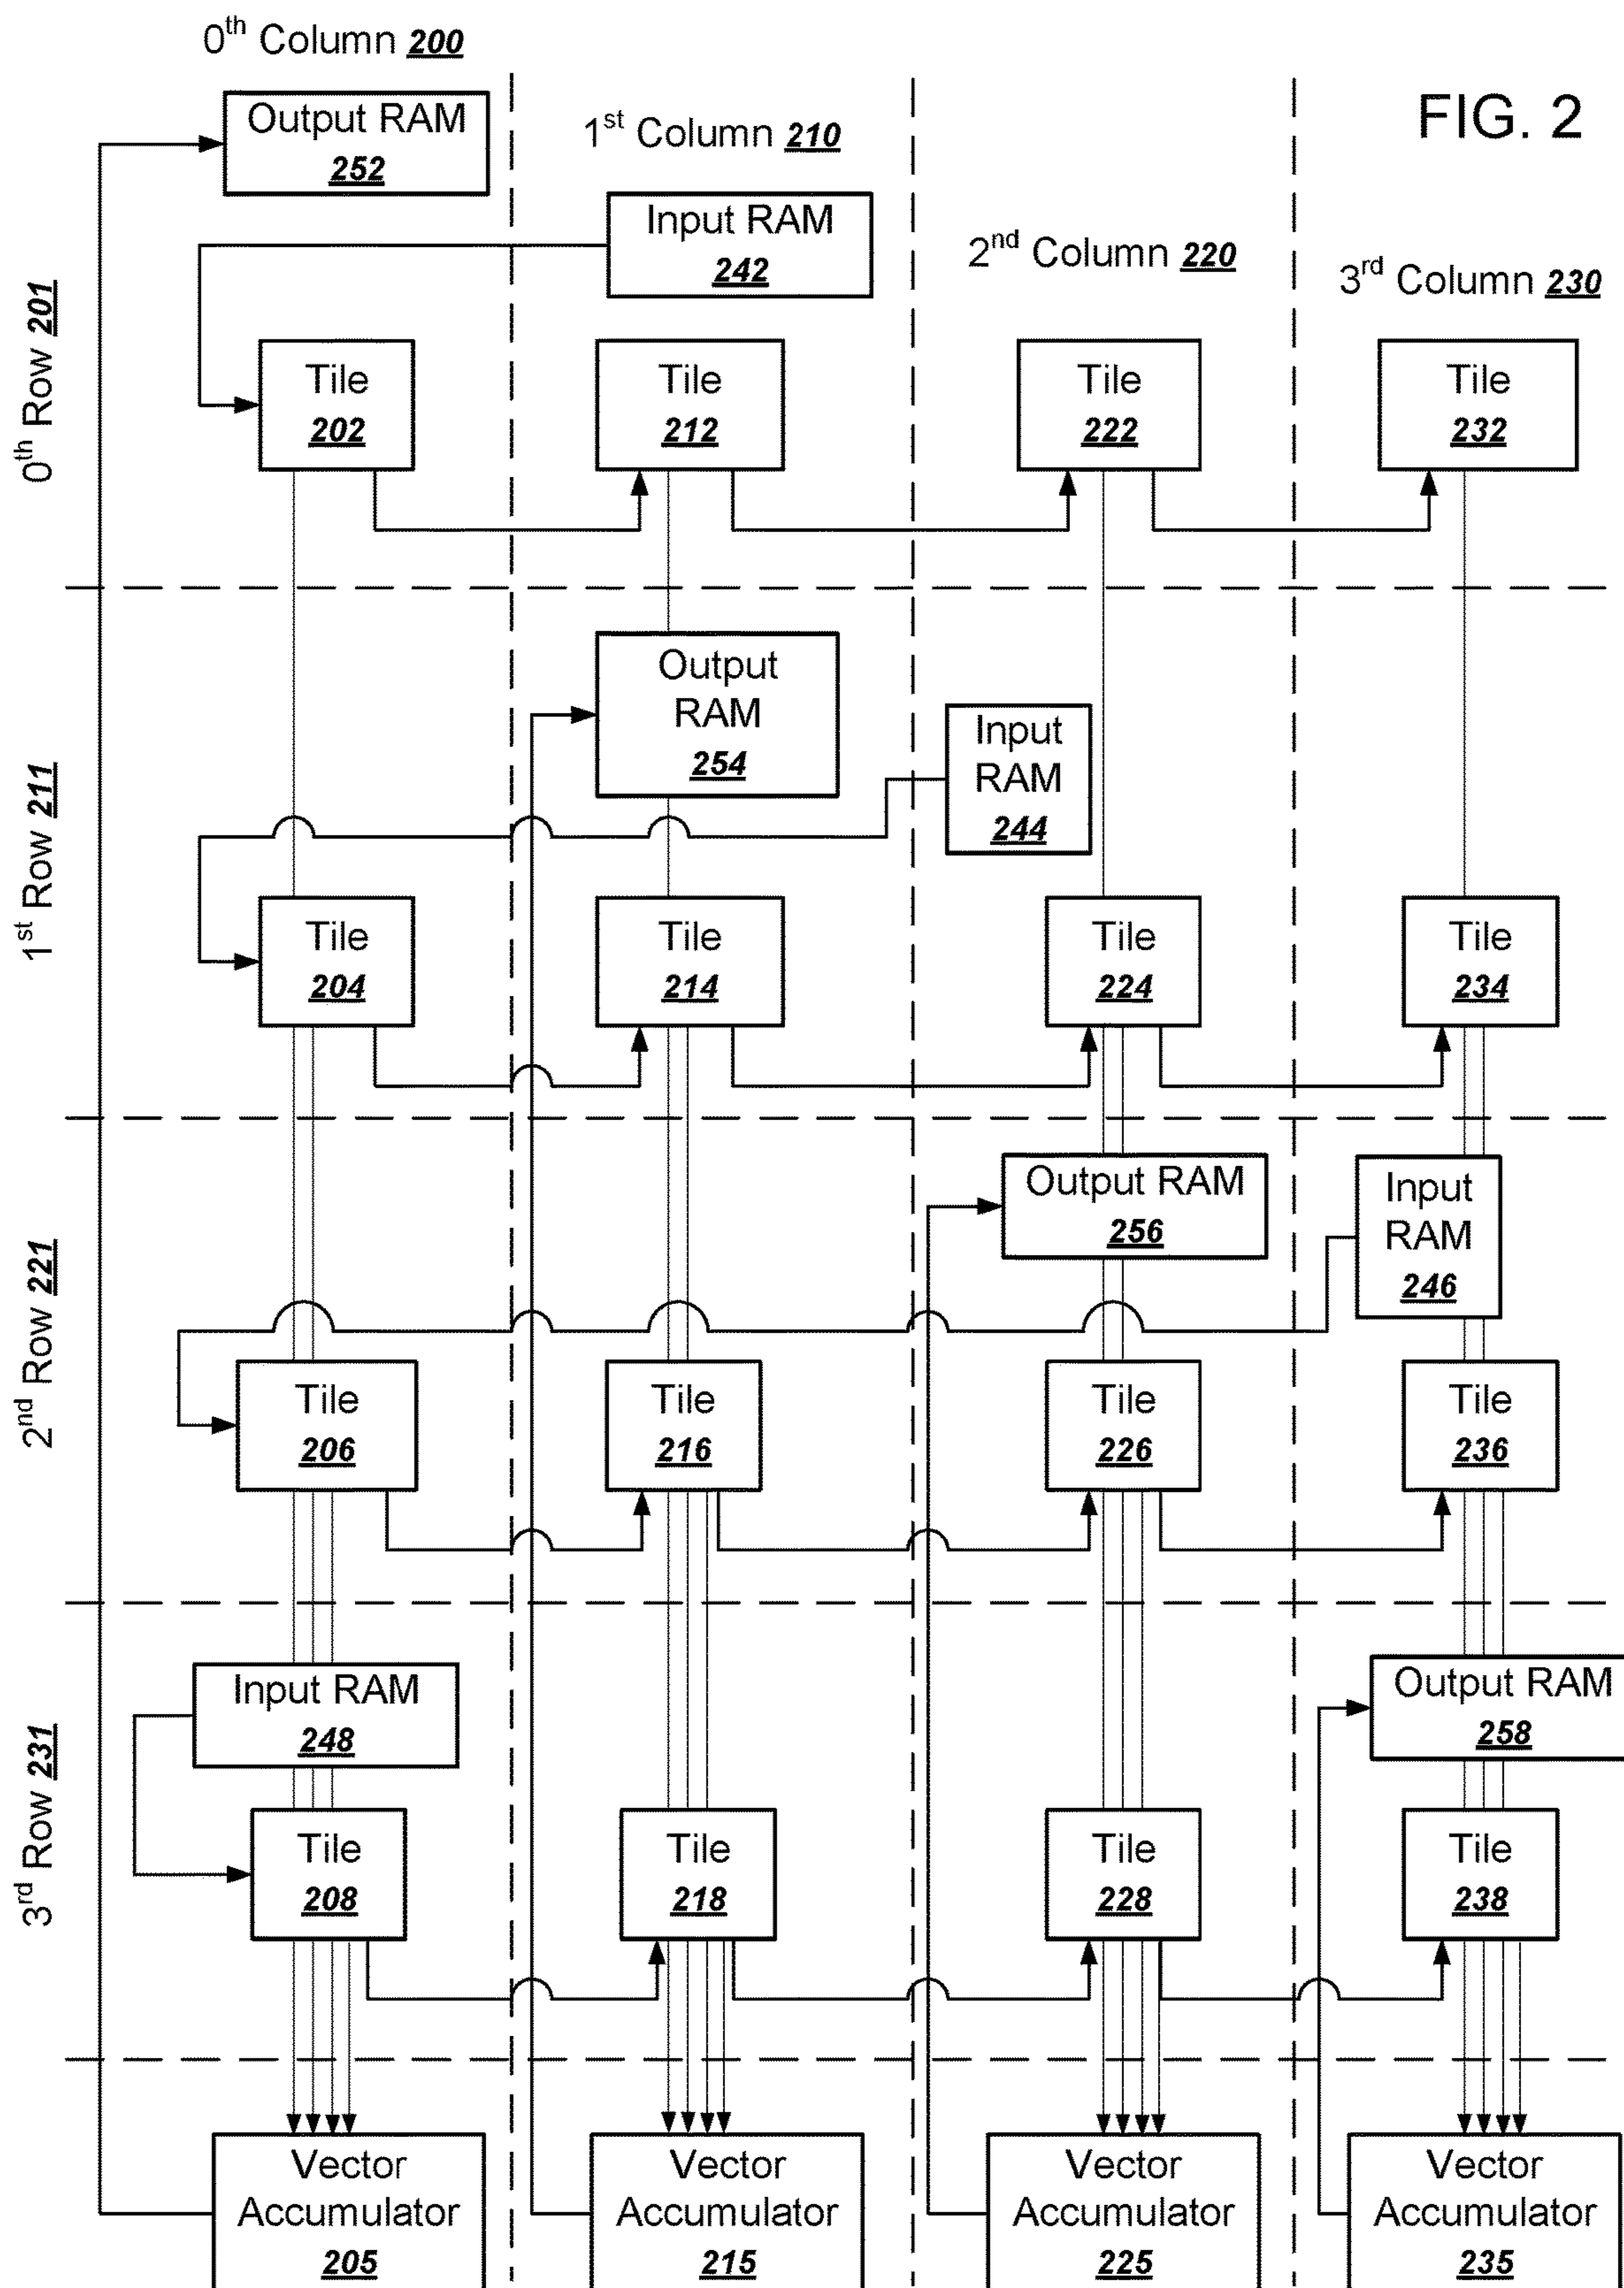 0th Column 200
FIG. 2
Output RAM
252
1st Column 210
Input RAM
242
2nd Column 220
3rd Column 230
0th Row 201
Tile
202
Tile
212
Tile
222
Tile
232
1st Row 211
Output
RAM
254
Input
RAM
244
Tile
204
Tile
214
Tile
224
Tile
234
2nd Row 221
Output RAM
256
Input
RAM
246
Tile
206
Tile
216
Tile
226
Tile
236
3rd Row 231
Input RAM
248
Output RAM
258
Tile
208
Tile
218
Tile
228
Tile
238
Vector
Accumulator
205
Vector
Accumulator
215
Vector
Accumulator
225
Vector
Accumulator
235